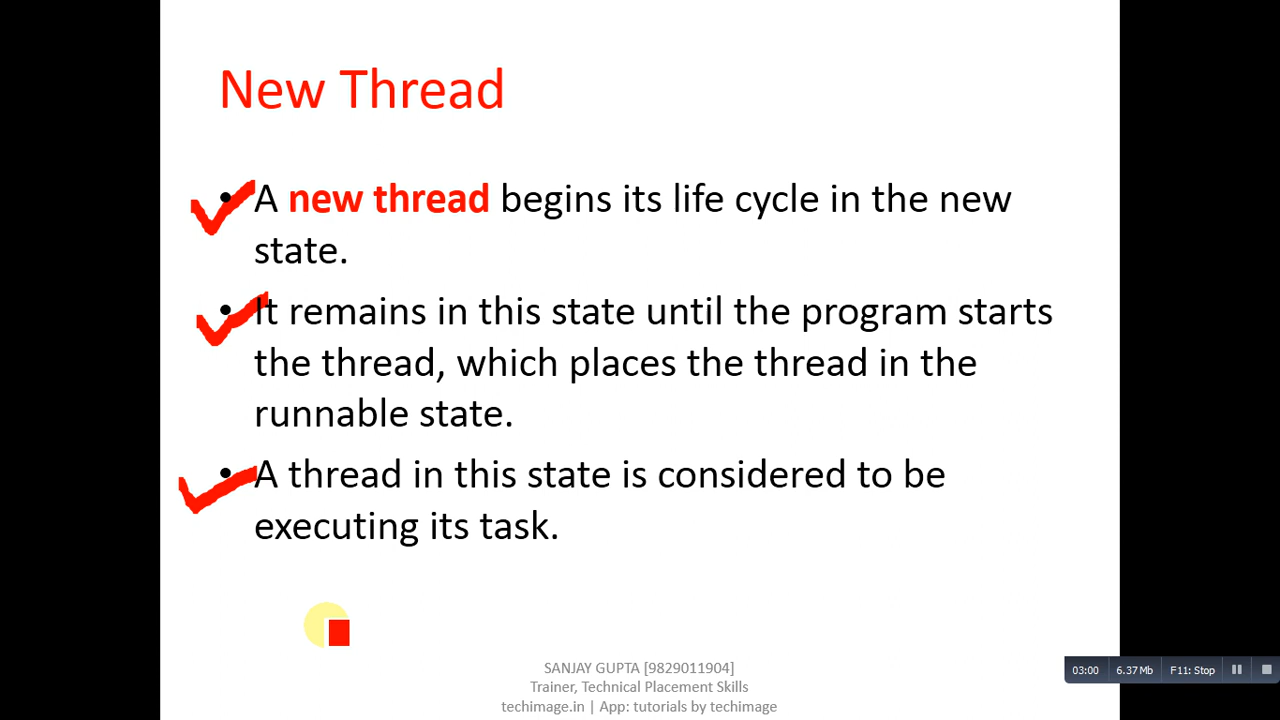 New Thread
• A new thread begins its life cycle in the new
state.
• It remains in this state until the program starts
the thread, which places the thread in the
runnable state.
• A thread in this state is considered to be
executing its task.
SANJAY GUPTA [9829011904]
Trainer, Technical Placement Skills
techimage.in | App: tutorials by techimage
03:00 6.37 Mb F11: Stop